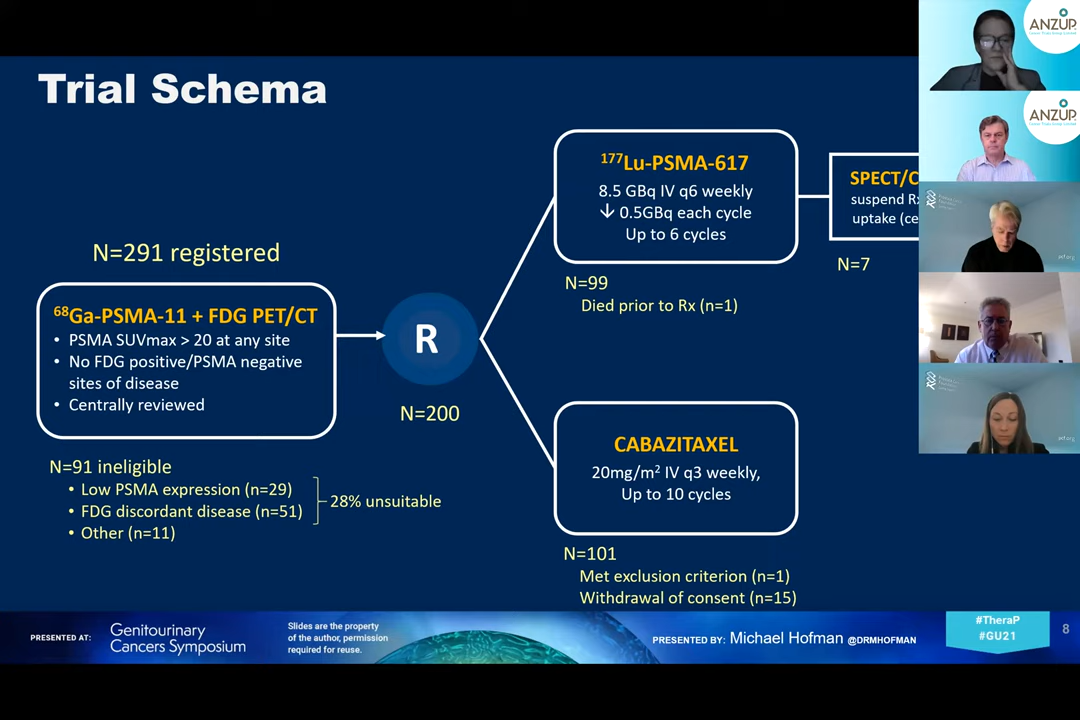 Trial Schema
N=291 registered
⁶⁸Ga-PSMA-11 + FDG PET/CT
• PSMA SUVmax > 20 at any site
• No FDG positive/PSMA negative
sites of disease
• Centrally reviewed
N=91 ineligible
• Low PSMA expression (n=29)
• FDG discordant disease (n=51)
• Other (n=11)
28% unsuitable
R
N=200
¹⁷⁷Lu-PSMA-617
8.5 GBq IV q6 weekly
↓ 0.5GBq each cycle
Up to 6 cycles
N=99
Died prior to Rx (n=1)
SPECT/C
suspend Rx
uptake (ce
N=7
CABAZITAXEL
20mg/m² IV q3 weekly,
Up to 10 cycles
N=101
Met exclusion criterion (n=1)
Withdrawal of consent (n=15)
PRESENTED AT:
Genitourinary
Cancers Symposium
Slides are the property
of the author, permission
required for reuse.
PRESENTED BY: Michael Hofman @DRMHOFMAN
#TheraP
#GU21
8
ANZUP
ANZUP